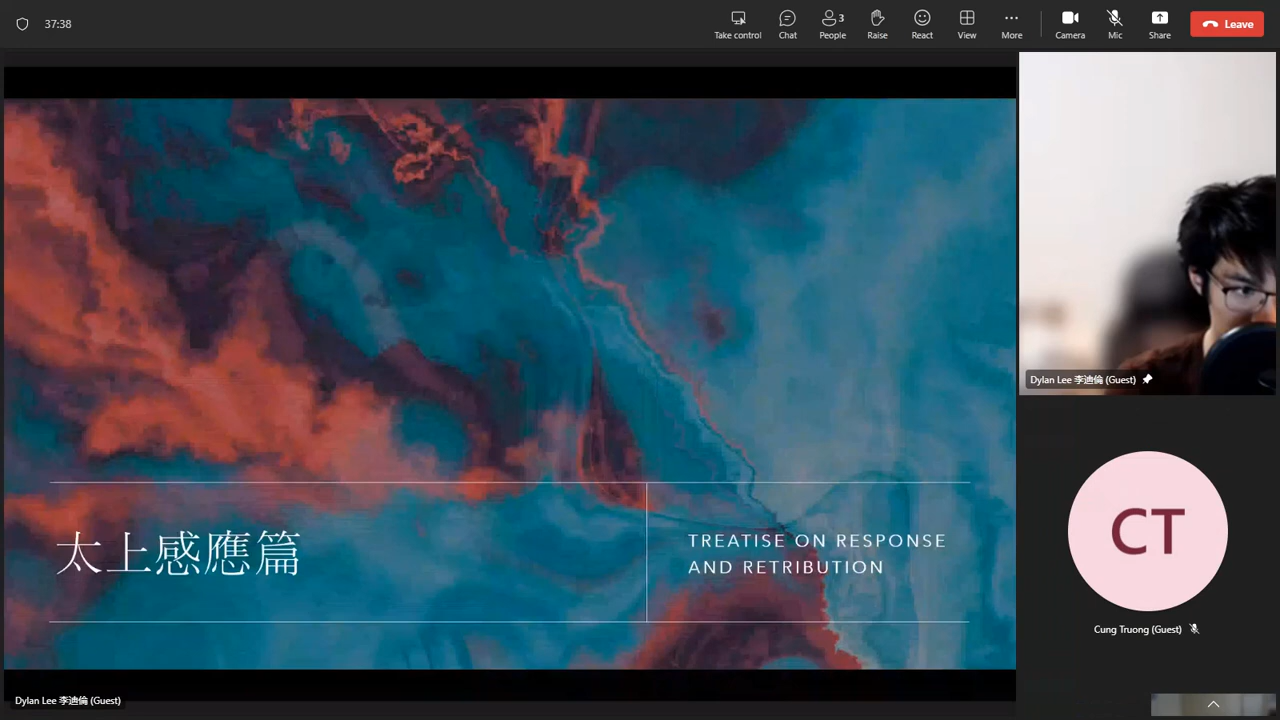 37:38
Take control
Chat
3
People
Raise
React
View
More
Camera
Mic
Share
Leave
太上感應篇
TREATISE ON RESPONSE
AND RETRIBUTION
Dylan Lee 李迪倫 (Guest)
CT
Cung Truong (Guest)
Dylan Lee 李迪倫 (Guest)